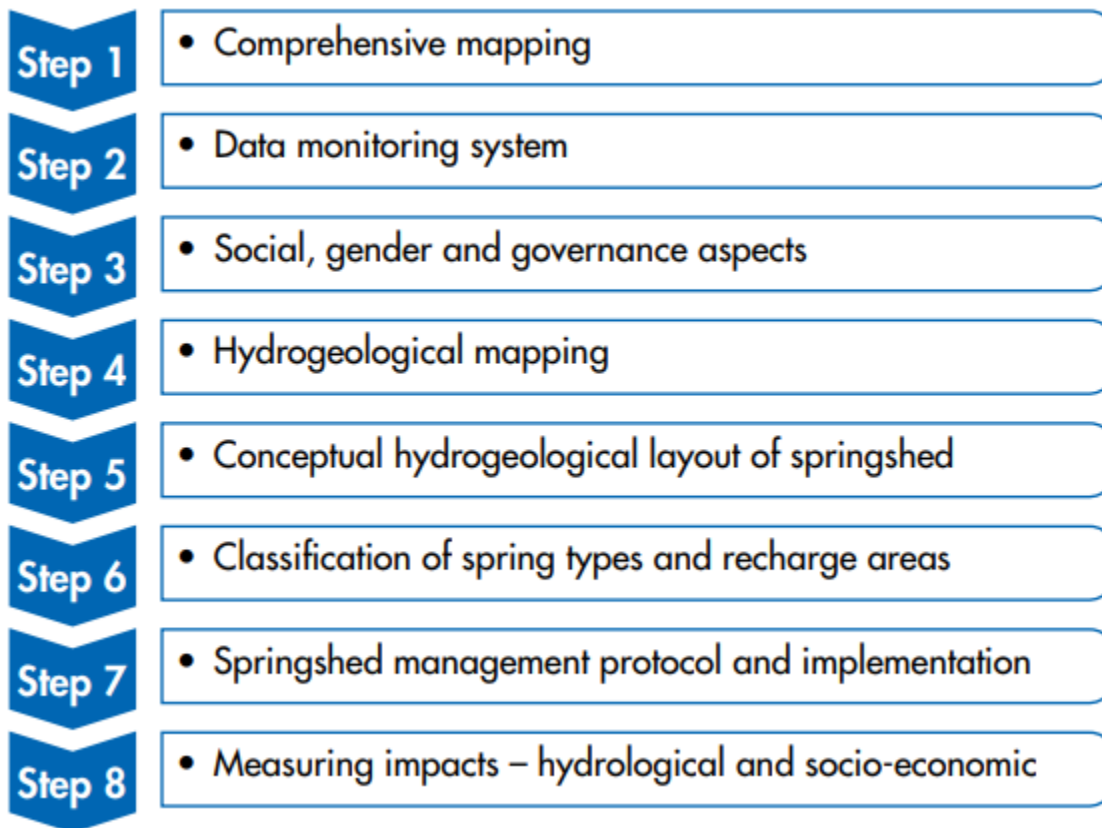 Step 1
• Comprehensive mapping
Step 2
• Data monitoring system
Step 3
• Social, gender and governance aspects
Step 4
• Hydrogeological mapping
Step 5
• Conceptual hydrogeological layout of springshed
Step 6
• Classification of spring types and recharge areas
Step 7
• Springshed management protocol and implementation
Step 8
• Measuring impacts – hydrological and socio-economic